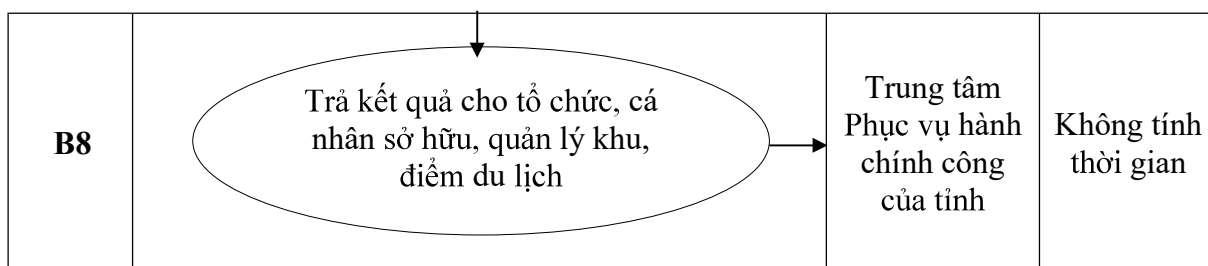 B8
Trả kết quả cho tổ chức, cá
nhân sở hữu, quản lý khu,
điểm du lịch
Trung tâm
Phục vụ hành
chính công
của tỉnh
Không tính
thời gian